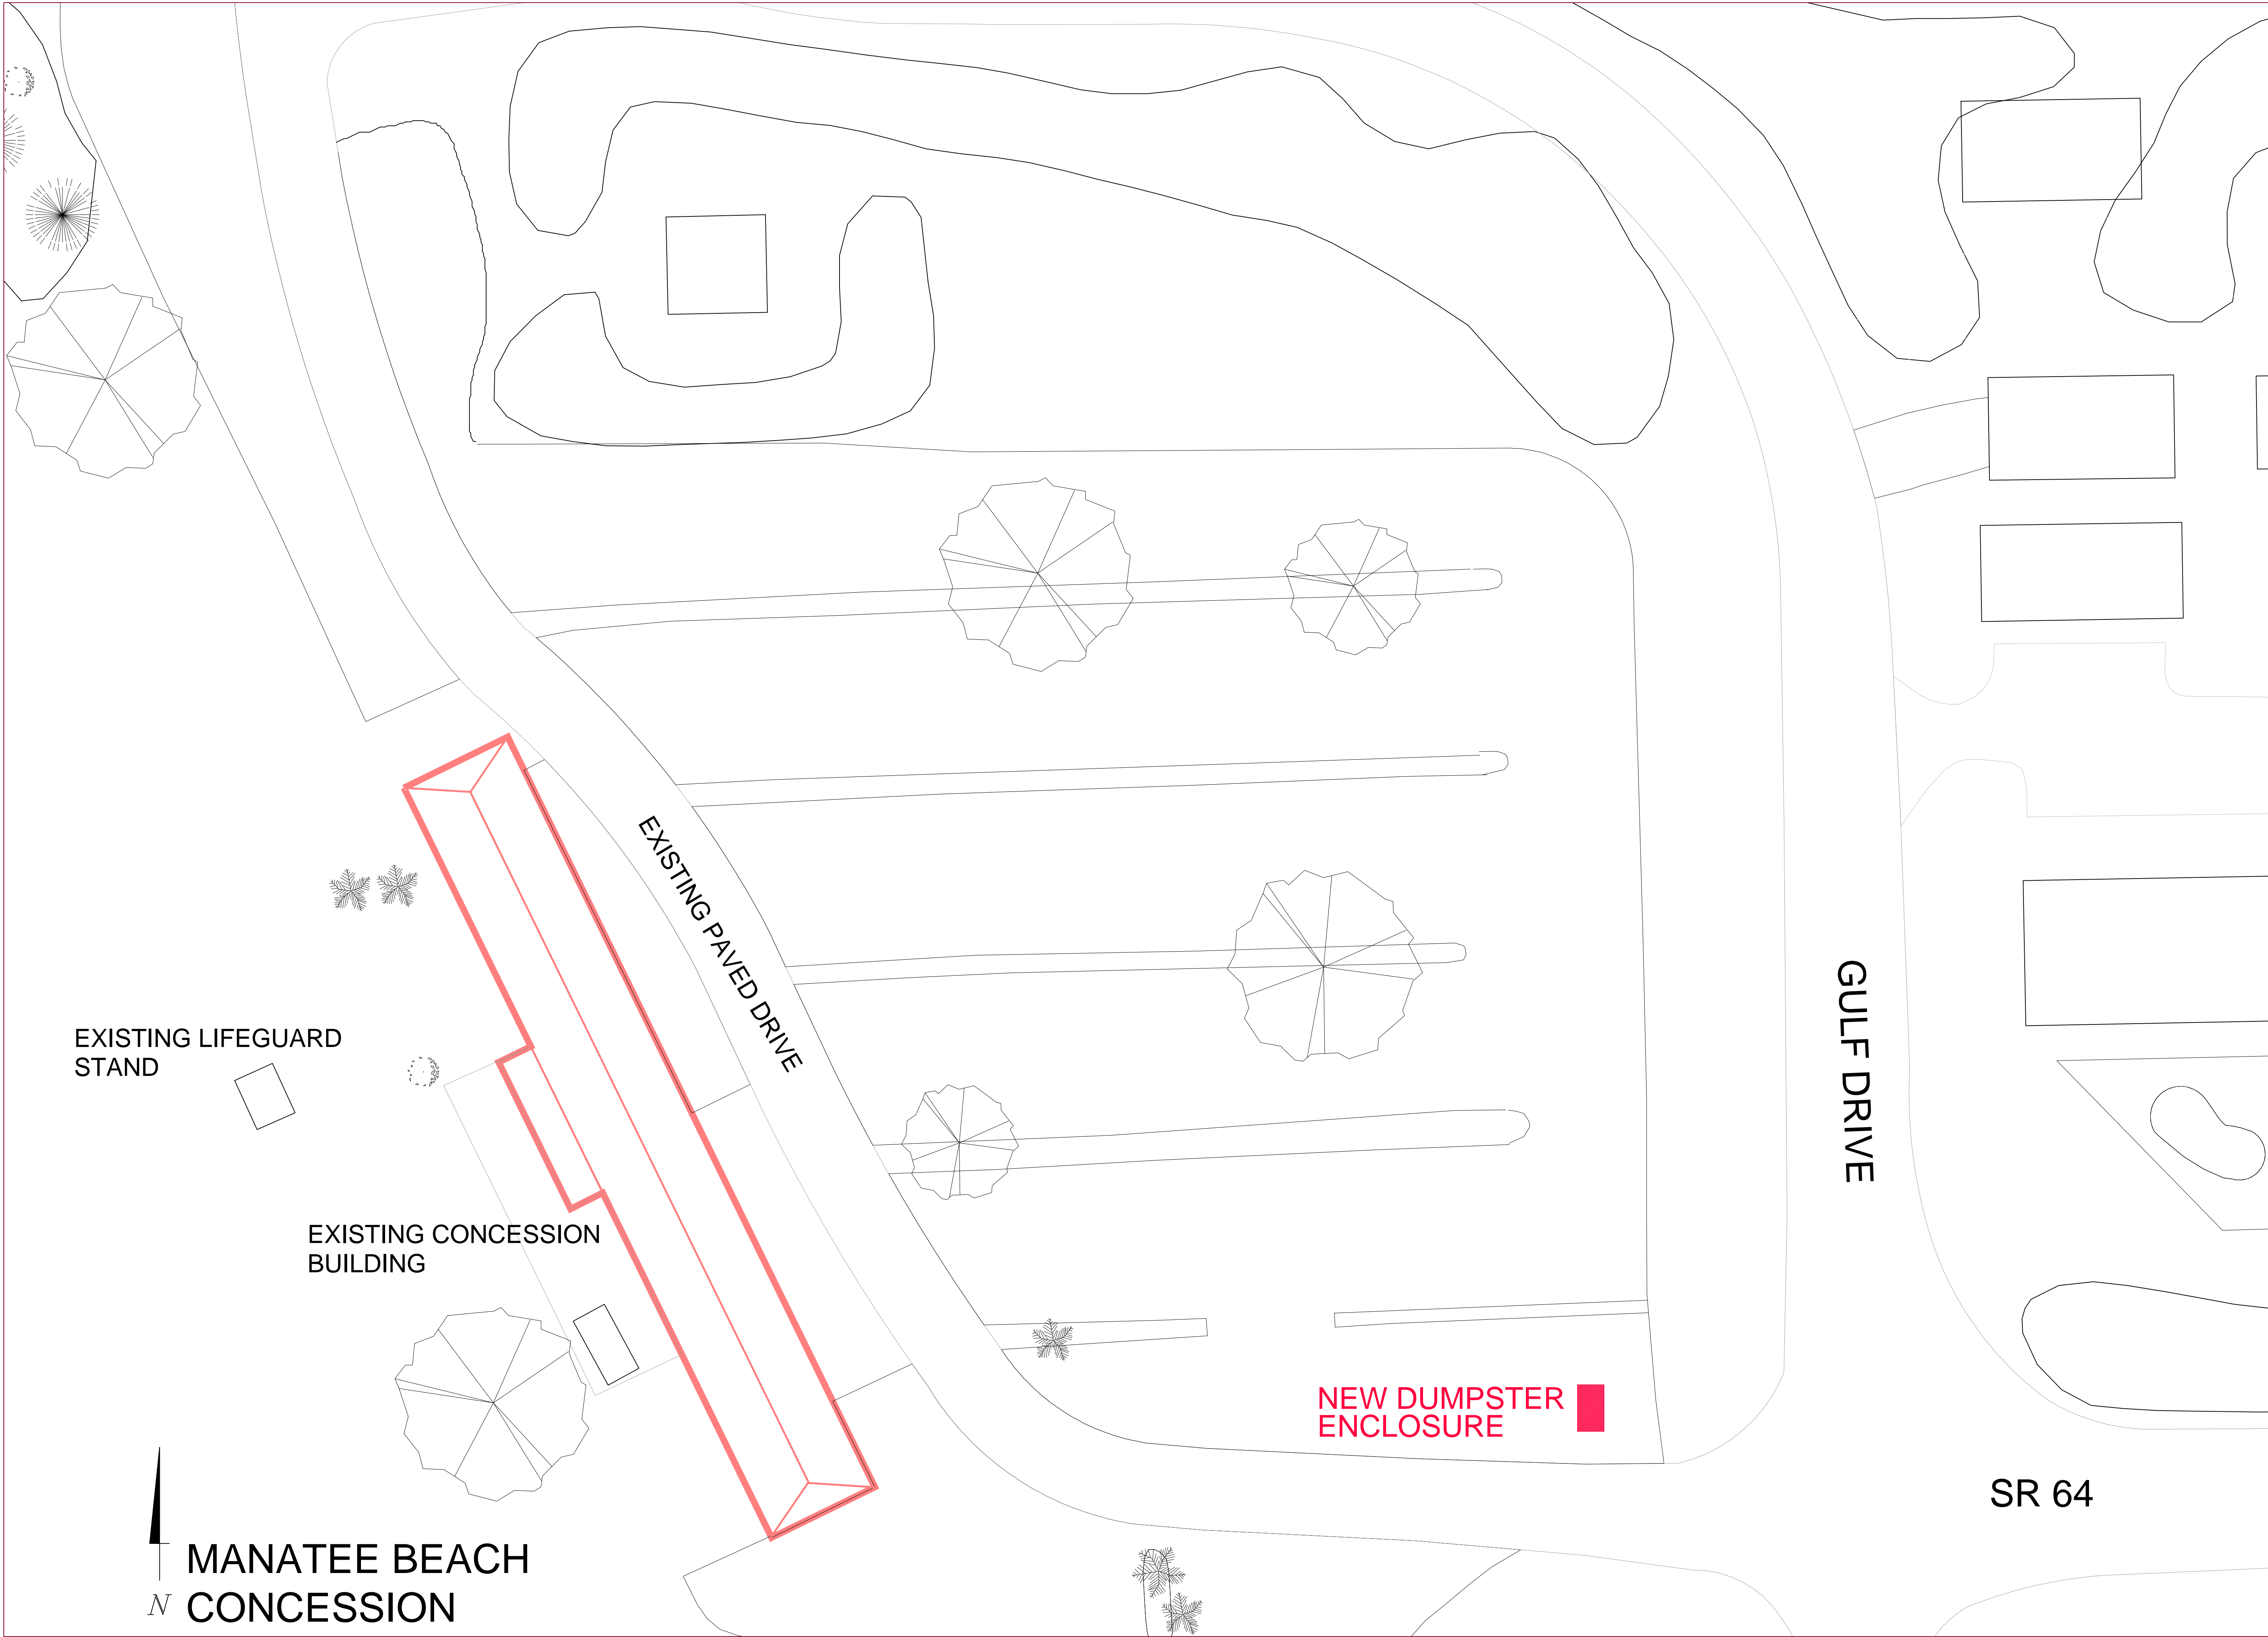 EXISTING PAVED DRIVE
GULF DRIVE
EXISTING LIFEGUARD
STAND
EXISTING CONCESSION
BUILDING
NEW DUMPSTER
ENCLOSURE
SR 64
MANATEE BEACH
CONCESSION
N